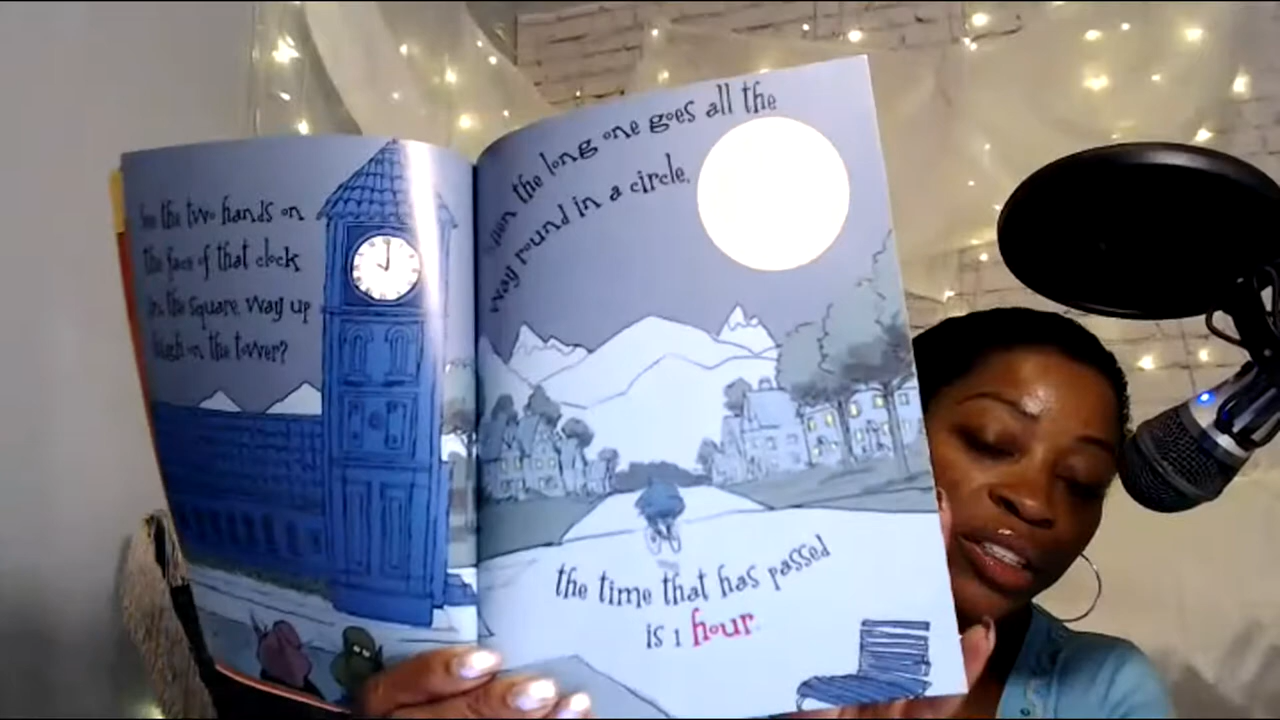 See the two hands on
the face of that clock
in the square, way up
high on the tower?
the long one goes all the
way round in a circle,
the time that has passed
is 1 hour.